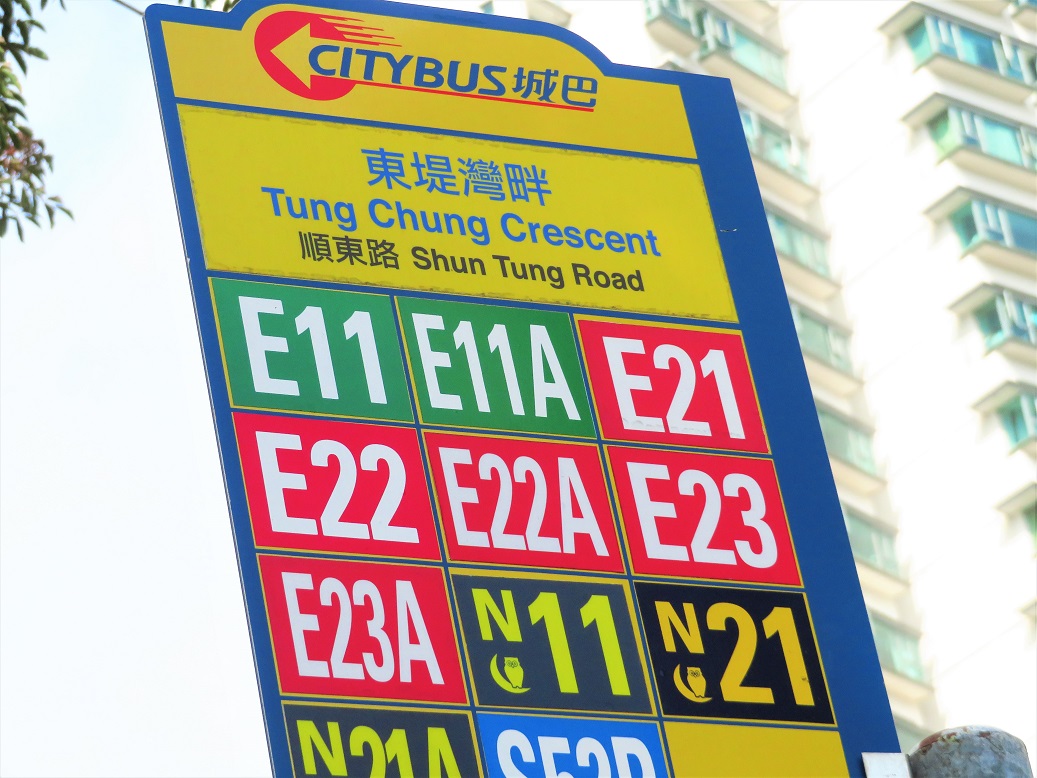 CITYBUS 城巴
東堤灣畔
Tung Chung Crescent
順東路 Shun Tung Road
E11 E11A E21
E22 E22A E23
E23A N11 N21
N21A